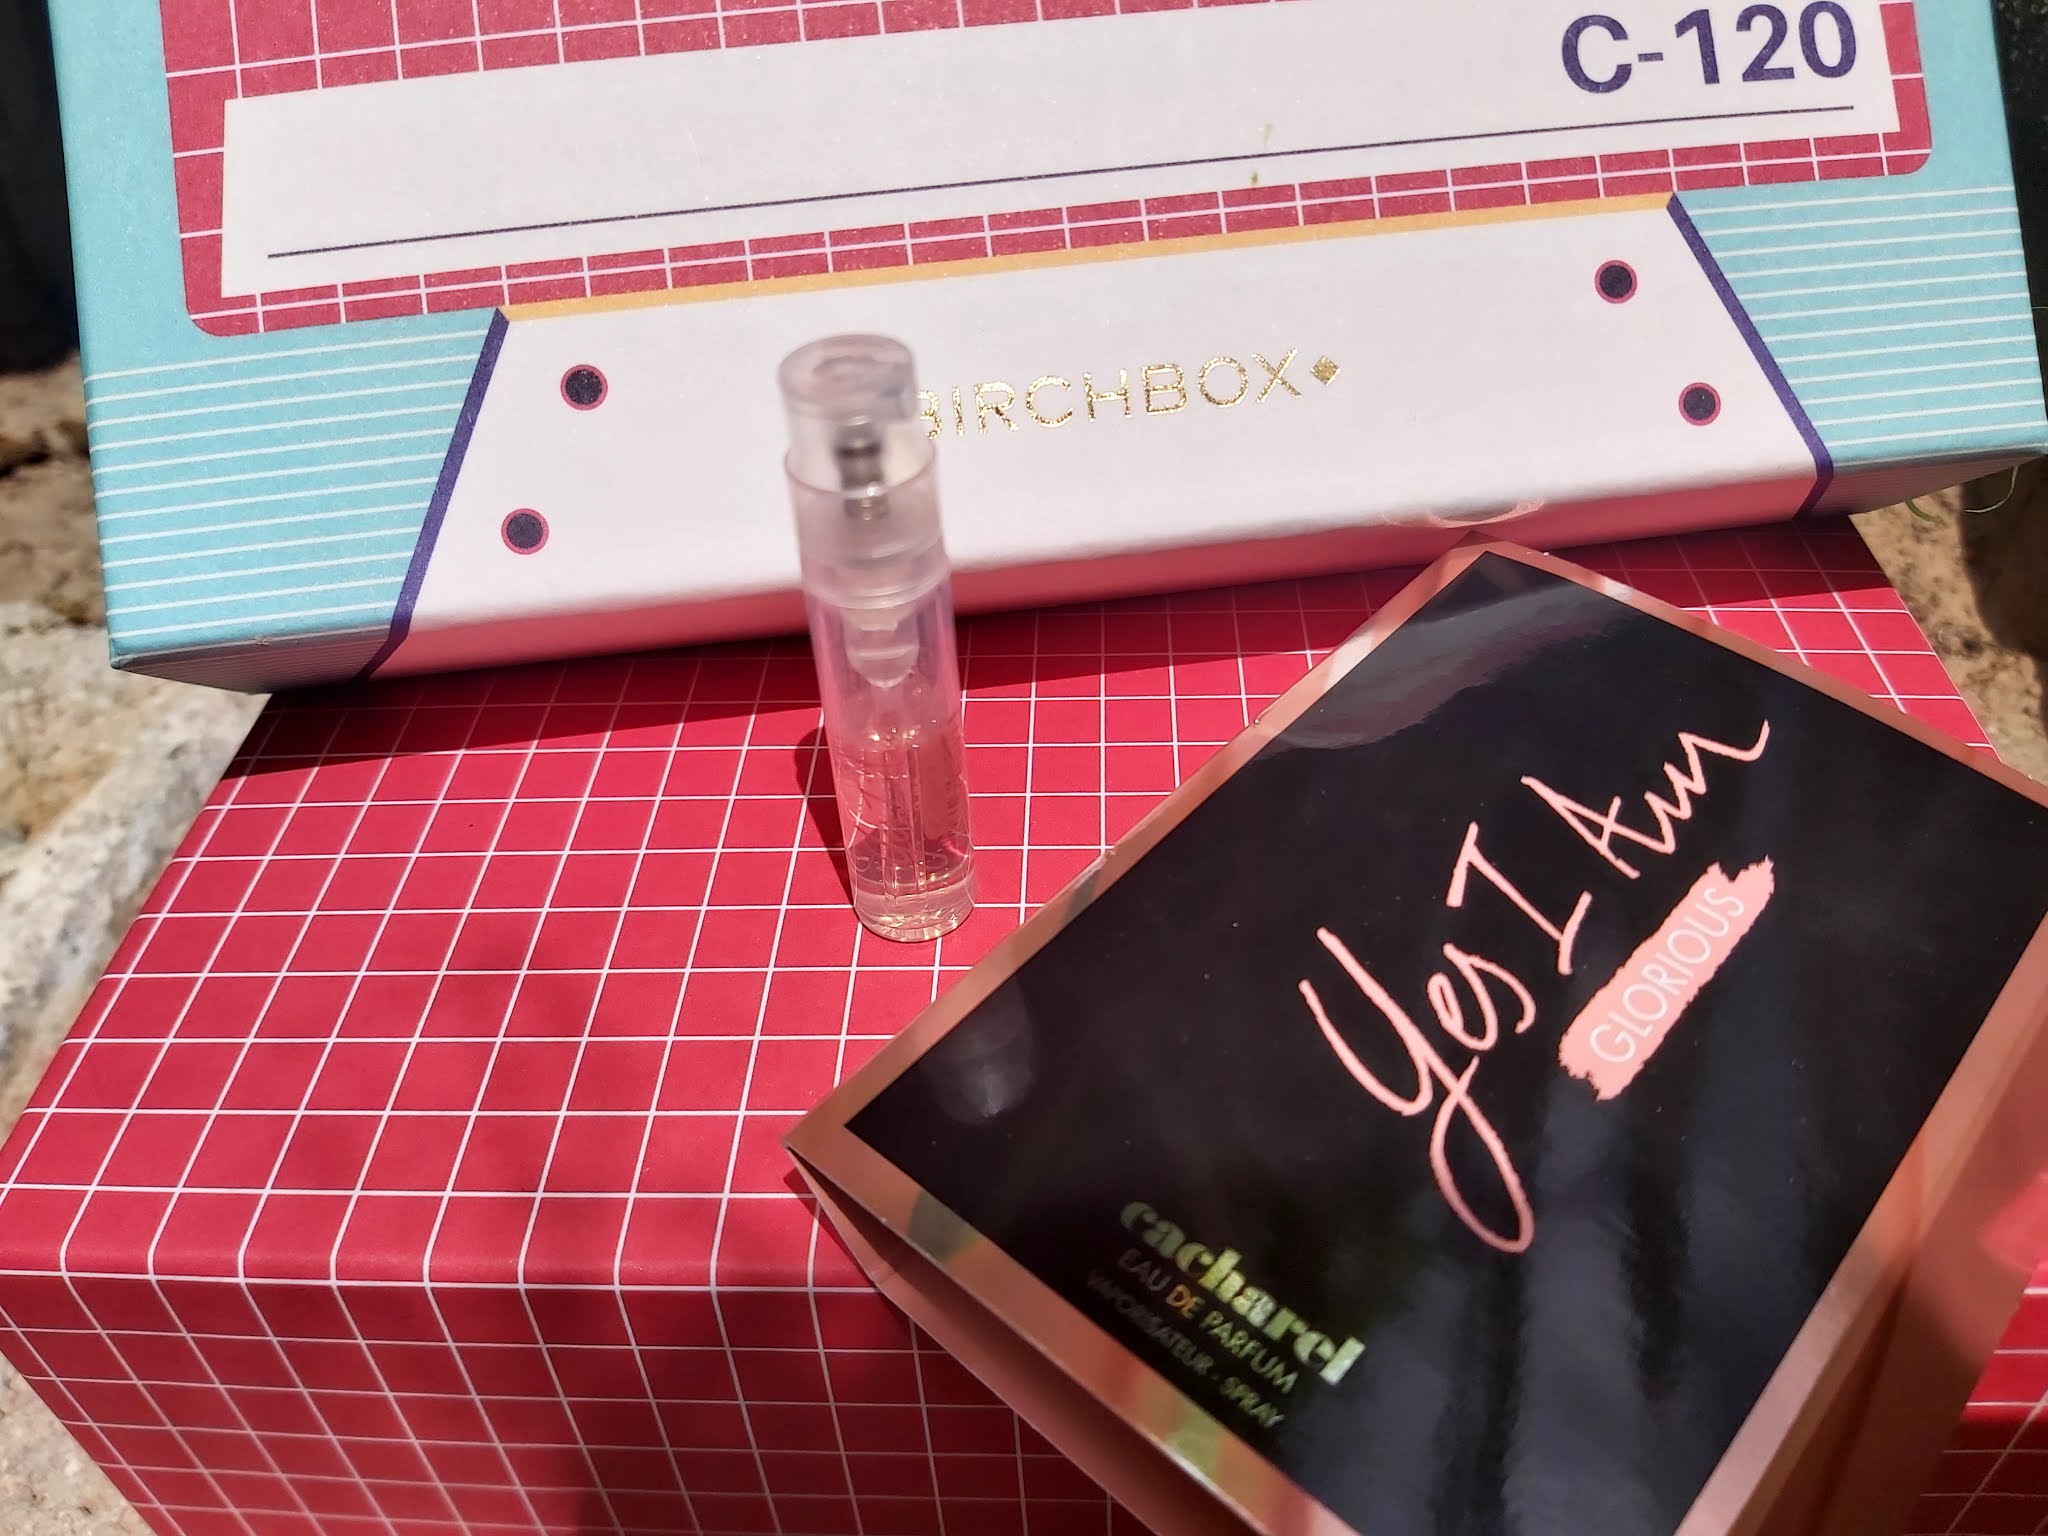 C-120
BIRCHBOX
Yes I Am
GLORIOUS
cacharel
EAU DE PARFUM
VAPORISATEUR - SPRAY